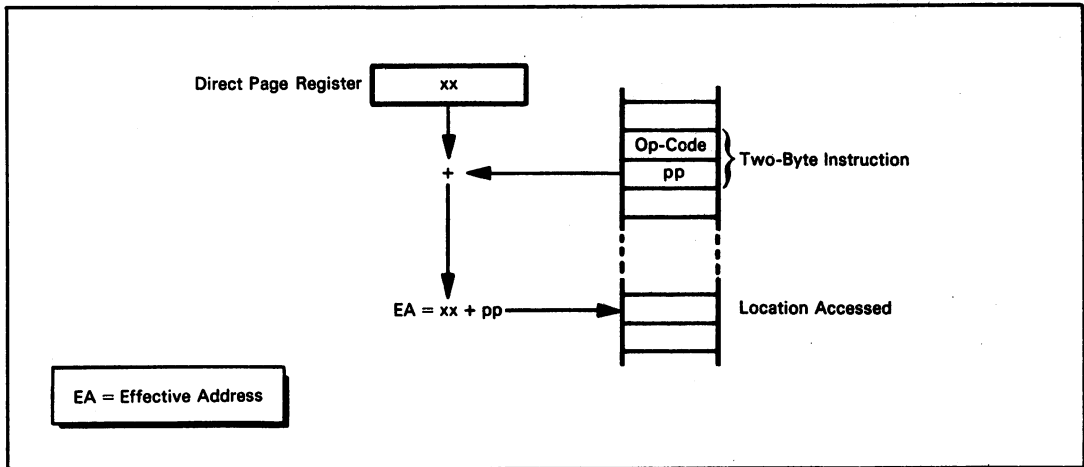 Direct Page Register
xx
Op-Code
Two-Byte Instruction
+
pp
EA = xx + pp
Location Accessed
EA = Effective Address